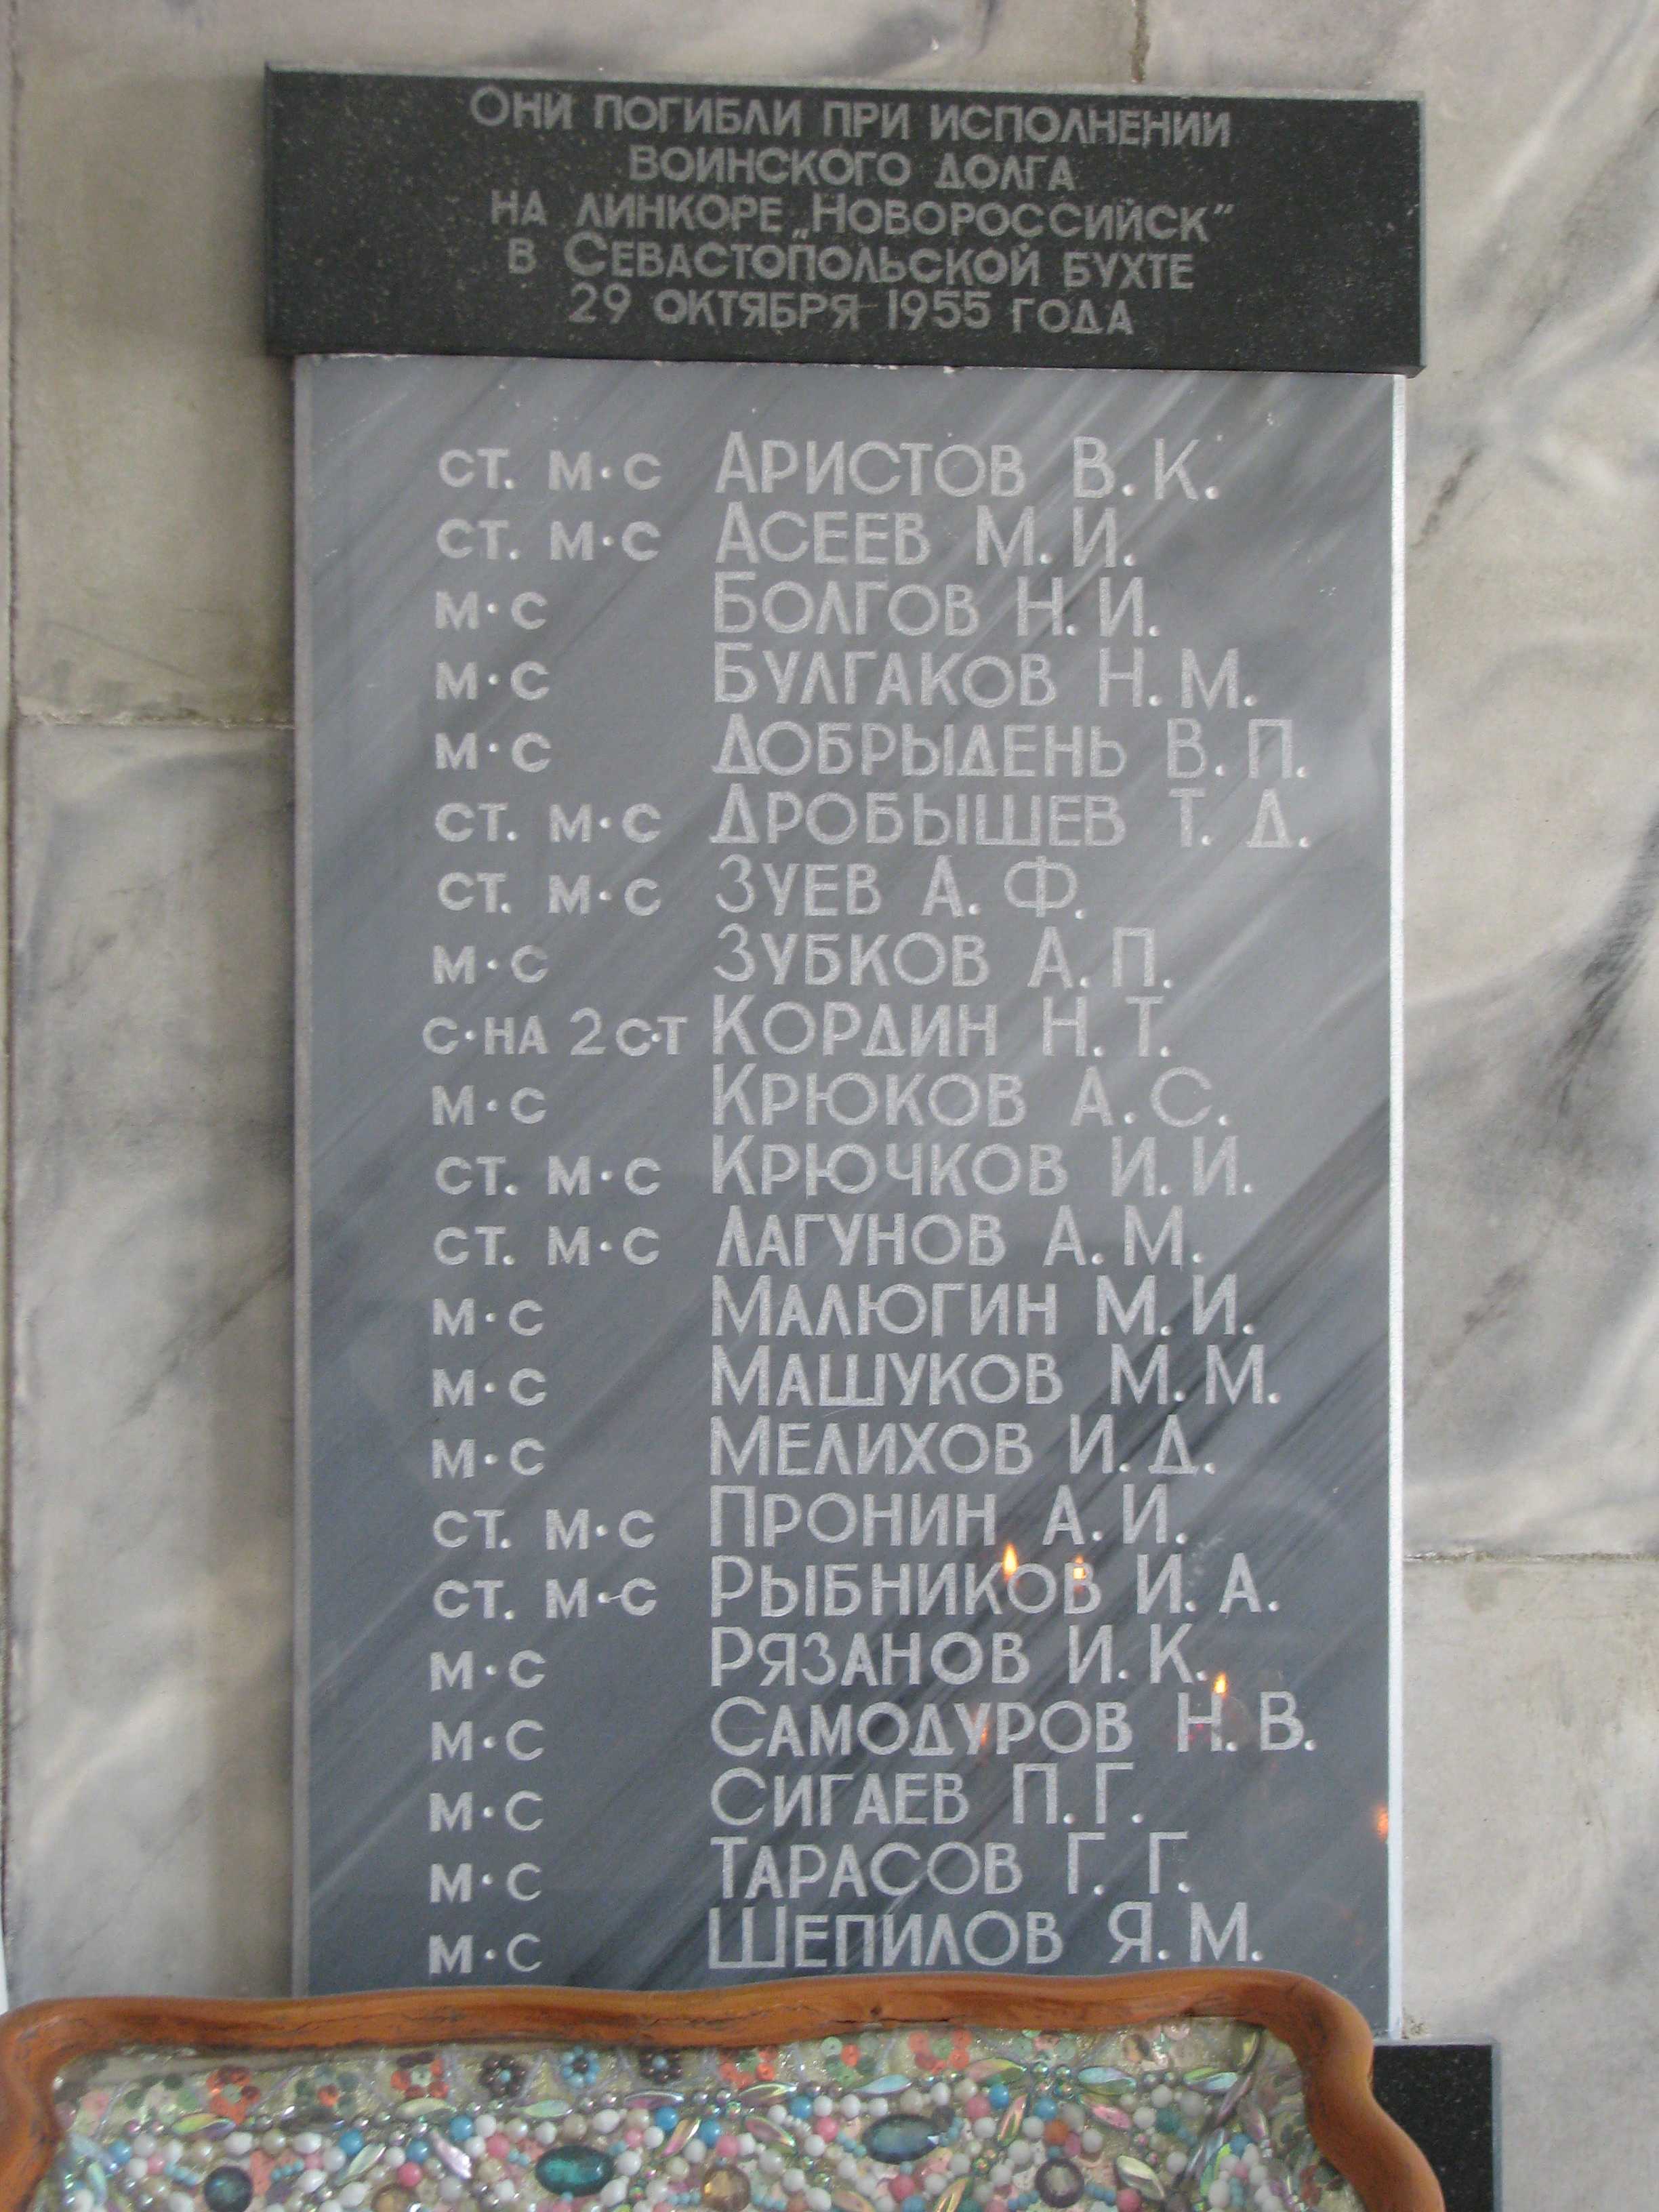 Они погибли при исполнении
воинского долга
на линкоре „Новороссийск”
в Севастопольской бухте
29 октября 1955 года
ст. м·с Аристов В. К.
ст. м·с Асеев М. И.
м·с Болгов Н. И.
м·с Булгаков Н. М.
м·с Добрыдень В. П.
ст. м·с Дробышев Т. Д.
ст. м·с Зуев А. Ф.
м·с Зубков А. П.
с·на 2 с·т Кордин Н. Т.
м·с Крюков А. С.
ст. м·с Крючков И. И.
ст. м·с Лагунов А. М.
м·с Малюгин М. И.
м·с Машуков М. М.
м·с Мелихов И. Д.
ст. м·с Пронин А. И.
ст. м·с Рыбников И. А.
м·с Рязанов И. К.
м·с Самодуров Н. В.
м·с Сигаев П. Г.
м·с Тарасов Г. Г.
м·с Шепилов Я. М.